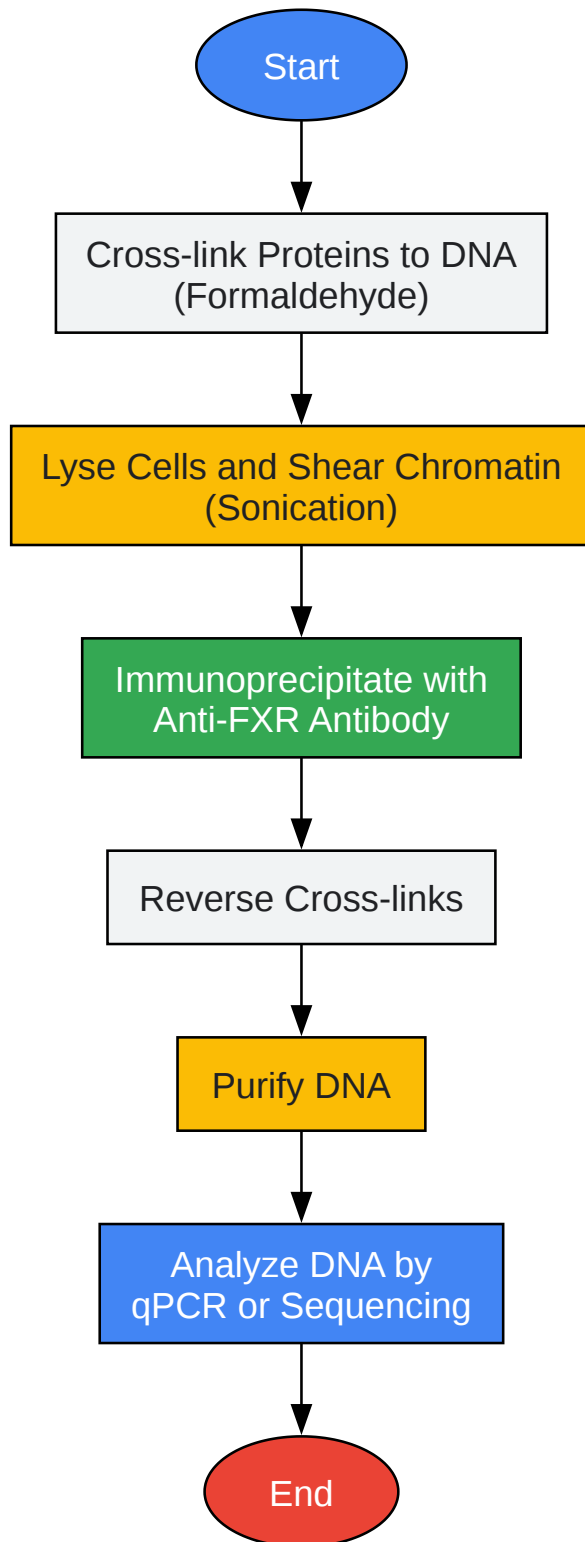 Start
Cross-link Proteins to DNA
(Formaldehyde)
Lyse Cells and Shear Chromatin
(Sonication)
Immunoprecipitate with
Anti-FXR Antibody
Reverse Cross-links
Purify DNA
Analyze DNA by
qPCR or Sequencing
End